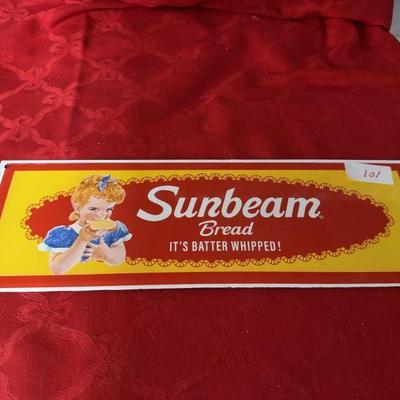 101
Sunbeam®
Bread
IT'S BATTER WHIPPED!